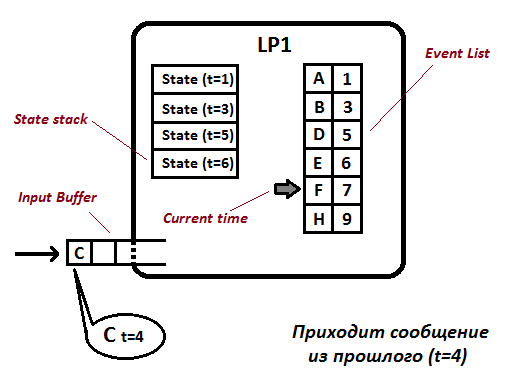 LP1
Event List
State (t=1)
State (t=3)
State (t=5)
State (t=6)
A 1
B 3
D 5
E 6
F 7
H 9
State stack
Input Buffer
Current time
C
C t=4
Приходит сообщение
из прошлого (t=4)